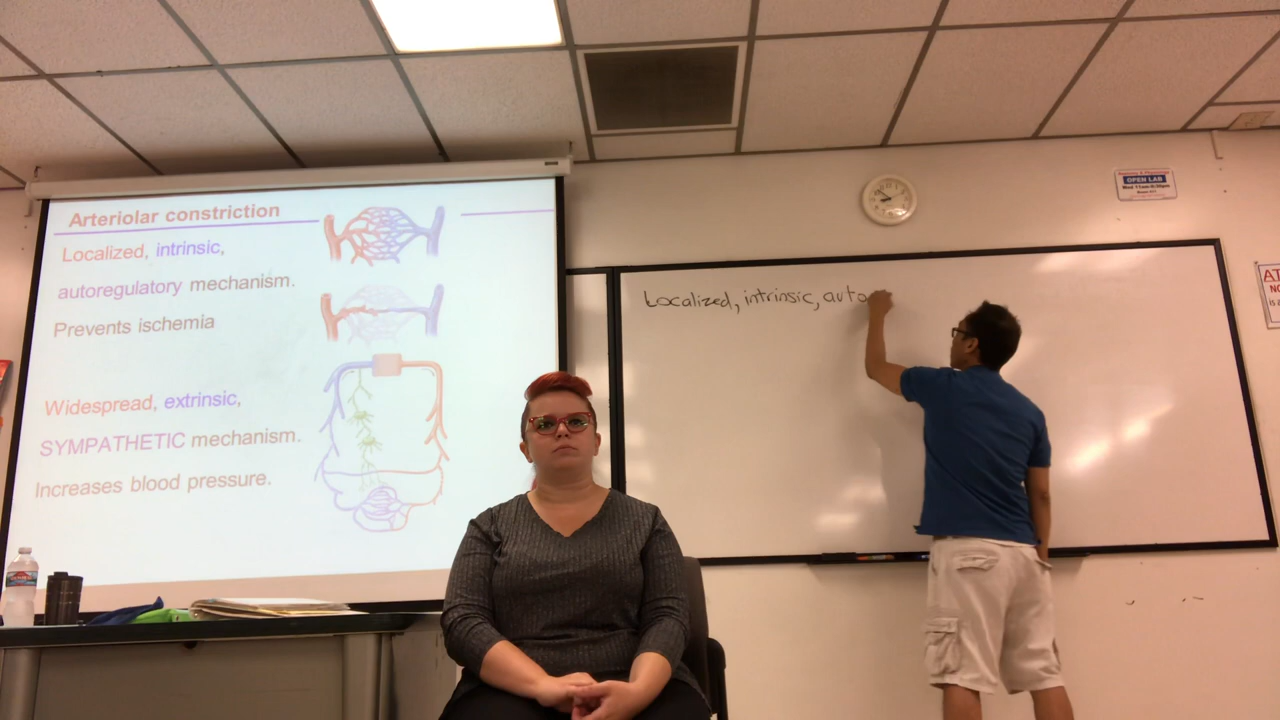 Arteriolar constriction
Localized, intrinsic,
autoregulatory mechanism.
Prevents ischemia
Widespread, extrinsic,
SYMPATHETIC mechanism.
Increases blood pressure.
Localized, intrinsic, auto
OPEN LAB